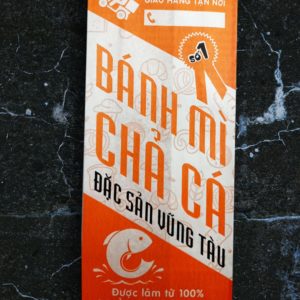 GIAO HÀNG TẬN NƠI
SỐ 1
BÁNH MÌ
CHẢ CÁ
ĐẶC SẢN VŨNG TÀU
Được làm từ 100%